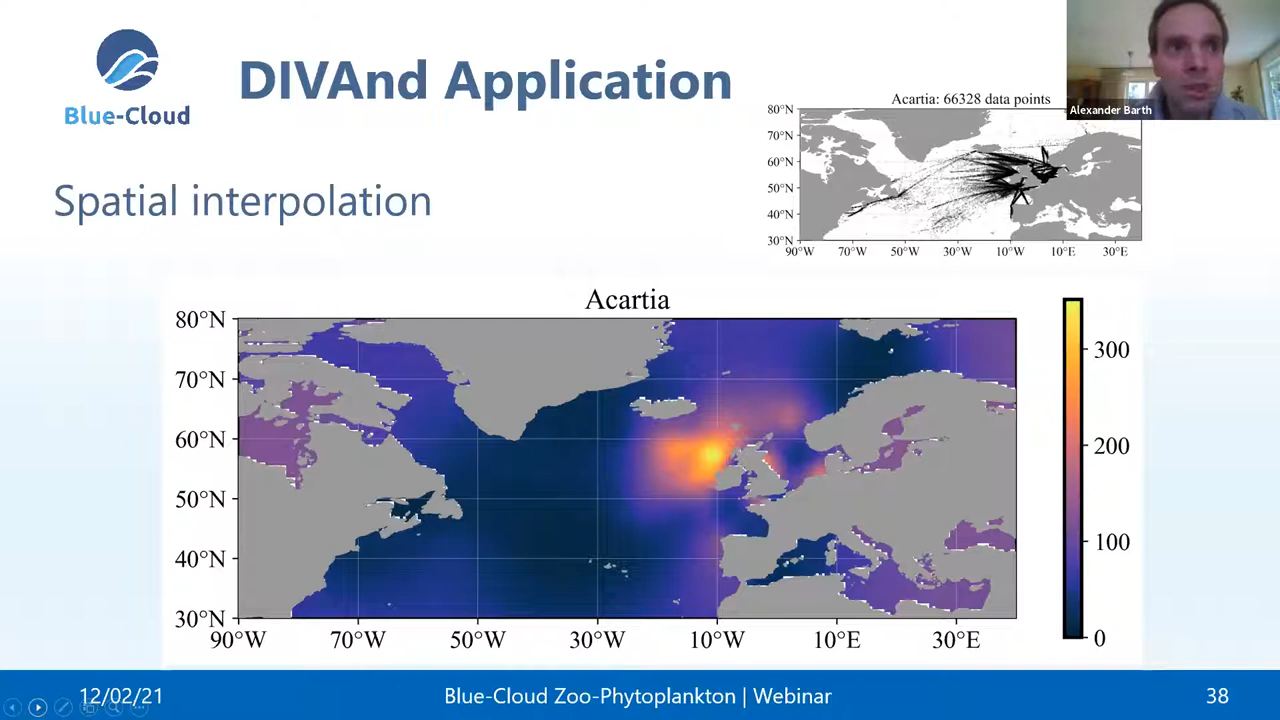 Blue-Cloud
DIVAnd Application
Alexander Barth
Acartia: 66328 data points
80°N
70°N
60°N
50°N
40°N
30°N
90°W 70°W 50°W 30°W 10°W 10°E 30°E
Spatial interpolation
Acartia
80°N
70°N
60°N
50°N
40°N
30°N
90°W 70°W 50°W 30°W 10°W 10°E 30°E
300
200
100
0
12/02/21 Blue-Cloud Zoo-Phytoplankton | Webinar 38